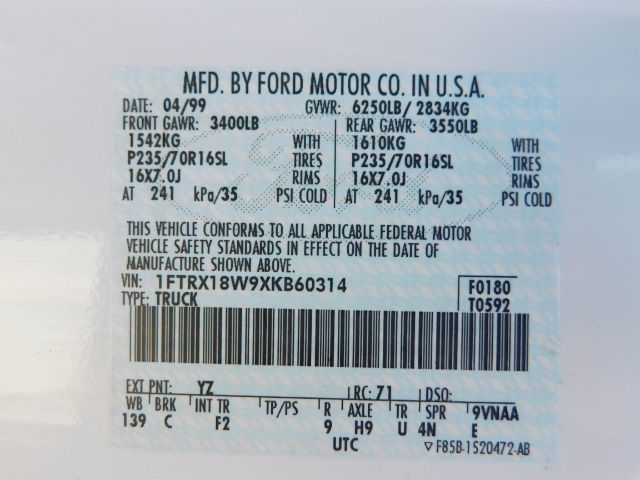 MFD. BY FORD MOTOR CO. IN U.S.A.
DATE: 04/99 GVWR: 6250LB/ 2834KG
FRONT GAWR: 3400LB REAR GAWR: 3550LB
1542KG WITH 1610KG WITH
P235/70R16SL TIRES P235/70R16SL TIRES
16X7.0J RIMS 16X7.0J RIMS
AT 241 kPa/35 PSI COLD AT 241 kPa/35 PSI COLD
THIS VEHICLE CONFORMS TO ALL APPLICABLE FEDERAL MOTOR
VEHICLE SAFETY STANDARDS IN EFFECT ON THE DATE OF
MANUFACTURE SHOWN ABOVE.
VIN: 1FTRX18W9XKB60314 F0180
TYPE: TRUCK T0592
EXT PNT: YZ RC: 71 DSO:
WB BRK INT TR TP/PS R AXLE TR SPR 9VNAA
139 C F2 9 H9 U 4N E
UTC ▽F85B-1520472-AB